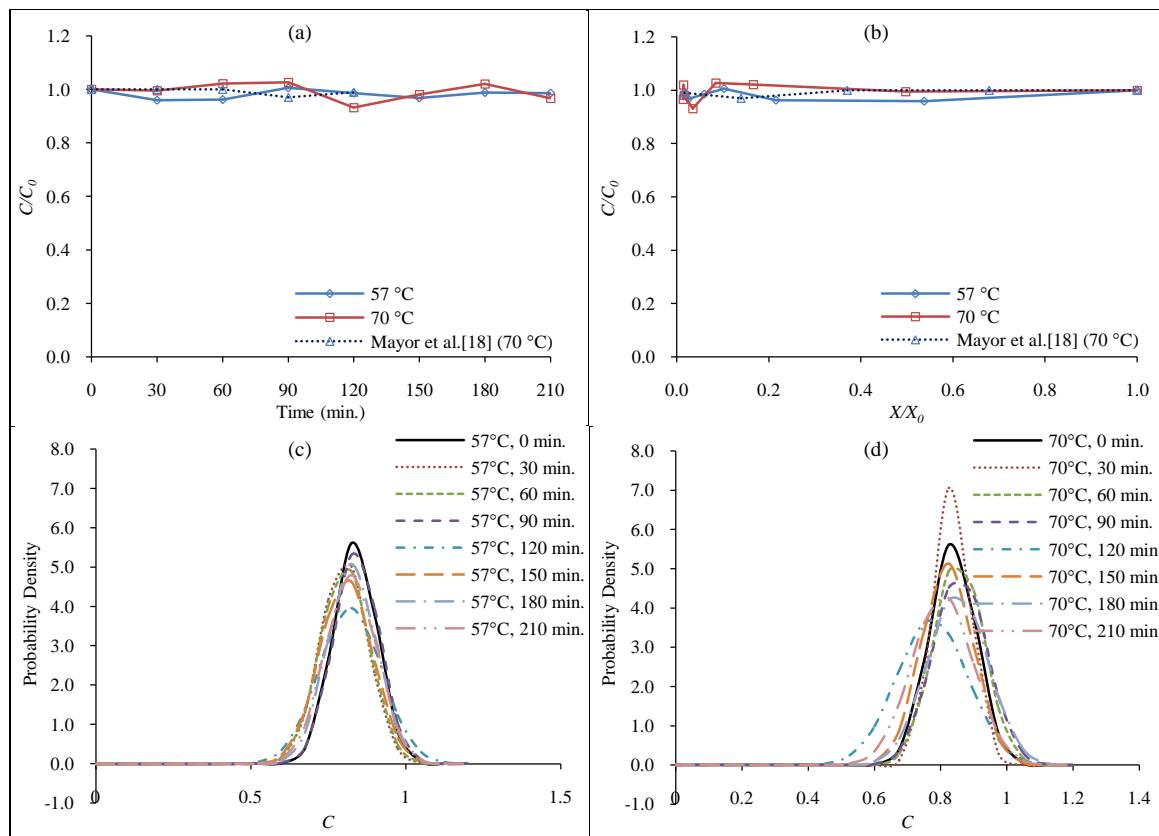 (a)
1.2
1.0
0.8
0.6
0.4
0.2
0.0
C/C0
57 °C
70 °C
Mayor et al.[18] (70 °C)
0 30 60 90 120 150 180 210
Time (min.)
(b)
1.2
1.0
0.8
0.6
0.4
0.2
0.0
C/C0
57 °C
70 °C
Mayor et al.[18] (70 °C)
0.0 0.2 0.4 0.6 0.8 1.0
X/X0
(c)
8.0
7.0
6.0
5.0
4.0
3.0
2.0
1.0
0.0
-1.0
Probability Density
57°C, 0 min.
57°C, 30 min.
57°C, 60 min.
57°C, 90 min.
57°C, 120 min.
57°C, 150 min.
57°C, 180 min.
57°C, 210 min.
0 0.5 1 1.5
C
(d)
8.0
7.0
6.0
5.0
4.0
3.0
2.0
1.0
0.0
-1.0
Probability Density
70°C, 0 min.
70°C, 30 min.
70°C, 60 min.
70°C, 90 min.
70°C, 120 min.
70°C, 150 min.
70°C, 180 min.
70°C, 210 min.
0 0.2 0.4 0.6 0.8 1 1.2 1.4
C